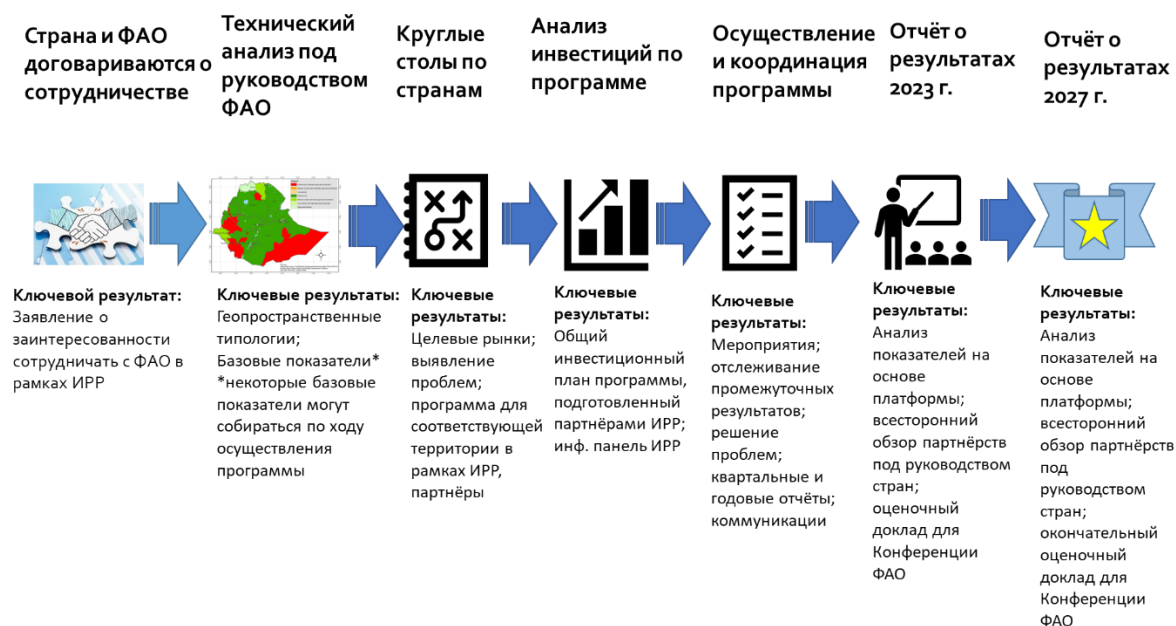 Страна и ФАО
договариваются о
сотрудничестве
Технический
анализ под
руководством
ФАО
Круглые
столы по
странам
Анализ
инвестиций по
программе
Осуществление
и координация
программы
Отчёт о
результатах
2023 г.
Отчёт о
результатах
2027 г.
Ключевой результат:
Заявление о
заинтересованности
сотрудничать с ФАО в
рамках ИРР
Ключевые результаты:
Геопространственные
типологии;
Базовые показатели*
*некоторые базовые
показатели могут
собираться по ходу
осуществления
программы
Ключевые
результаты:
Целевые рынки;
выявление
проблем;
программа для
соответствующей
территории в
рамках ИРР,
партнёры
Ключевые
результаты:
Общий
инвестиционный
план программы,
подготовленный
партнёрами ИРР;
инф. панель ИРР
Ключевые
результаты:
Мероприятия;
отслеживание
промежуточных
результатов;
решение
проблем;
квартальные и
годовые отчёты;
коммуникации
Ключевые
результаты:
Анализ
показателей на
основе
платформы;
всесторонний
обзор партнёрств
под руководством
стран;
оценочный
доклад для
Конференции
ФАО
Ключевые
результаты:
Анализ
показателей на
основе
платформы;
всесторонний
обзор партнёрств
под
руководством
стран;
окончательный
оценочный
доклад для
Конференции
ФАО